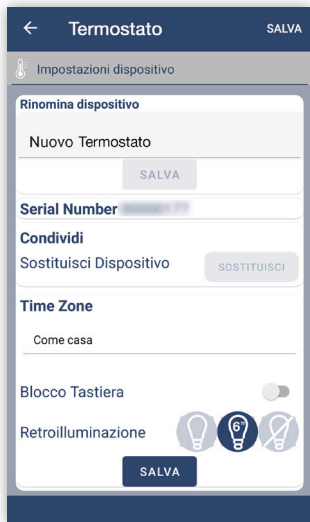 Termostato SALVA
Impostazioni dispositivo
Rinomina dispositivo
Nuovo Termostato
SALVA
Serial Number
Condividi
Sostituisci Dispositivo SOSTITUISCI
Time Zone
Come casa
Blocco Tastiera
Retroilluminazione 6"
SALVA